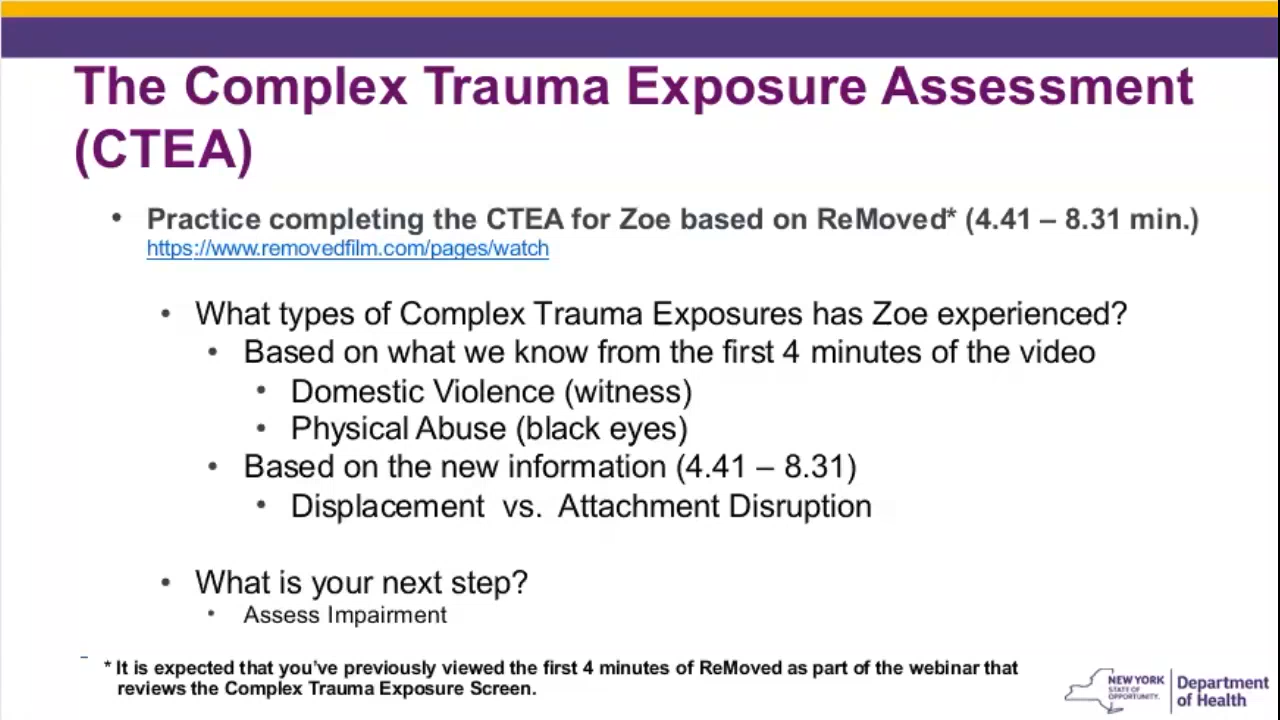 The Complex Trauma Exposure Assessment
(CTEA)
• Practice completing the CTEA for Zoe based on ReMoved* (4.41 – 8.31 min.)
https://www.removedfilm.com/pages/watch
• What types of Complex Trauma Exposures has Zoe experienced?
• Based on what we know from the first 4 minutes of the video
• Domestic Violence (witness)
• Physical Abuse (black eyes)
• Based on the new information (4.41 – 8.31)
• Displacement vs. Attachment Disruption
• What is your next step?
• Assess Impairment
* It is expected that you've previously viewed the first 4 minutes of ReMoved as part of the webinar that
reviews the Complex Trauma Exposure Screen.
NEW YORK
STATE OF
OPPORTUNITY.
Department
of Health